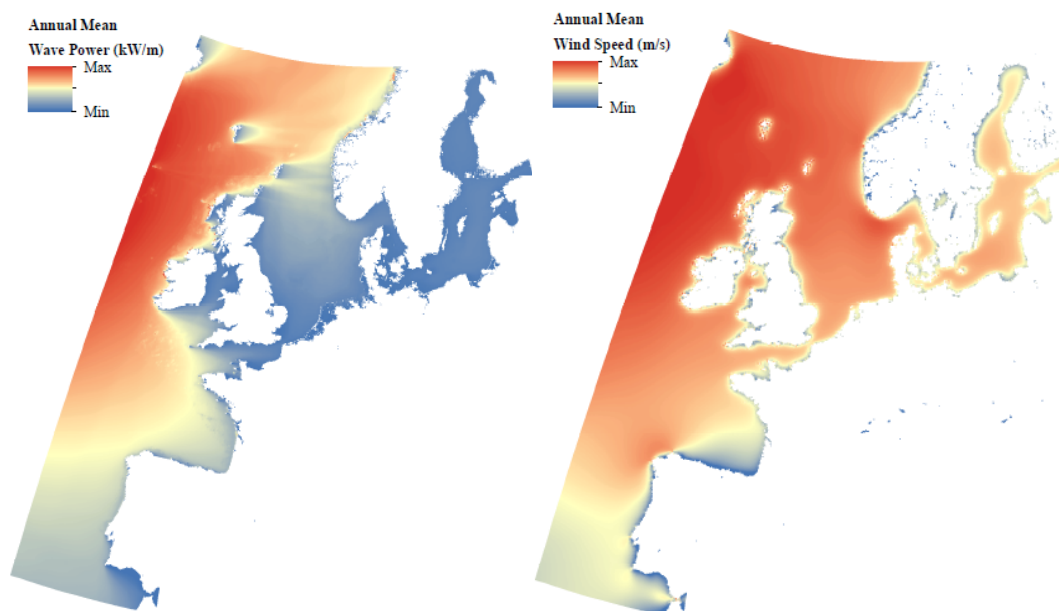 Annual Mean
Wave Power (kW/m)
Max
Min
Annual Mean
Wind Speed (m/s)
Max
Min